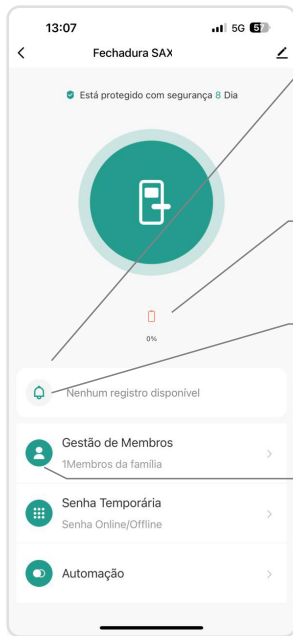 13:07 5G 57
Fechadura SAX
Está protegido com segurança 8 Dia
0%
Nenhum registro disponível
Gestão de Membros
1Membros da família
Senha Temporária
Senha Online/Offline
Automação